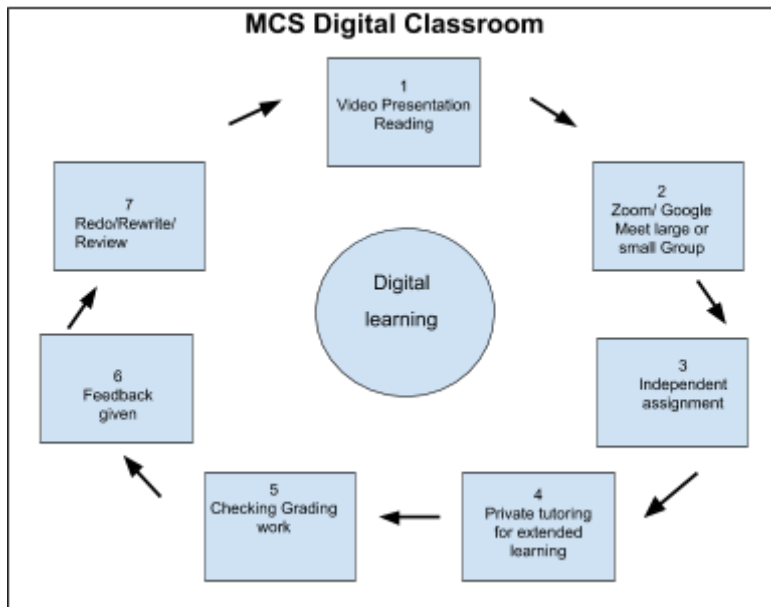 MCS Digital Classroom
1
Video Presentation
Reading
2
Zoom/ Google
Meet large or
small Group
3
Independent
assignment
4
Private tutoring
for extended
learning
5
Checking Grading
work
6
Feedback
given
7
Redo/Rewrite/
Review
Digital
learning